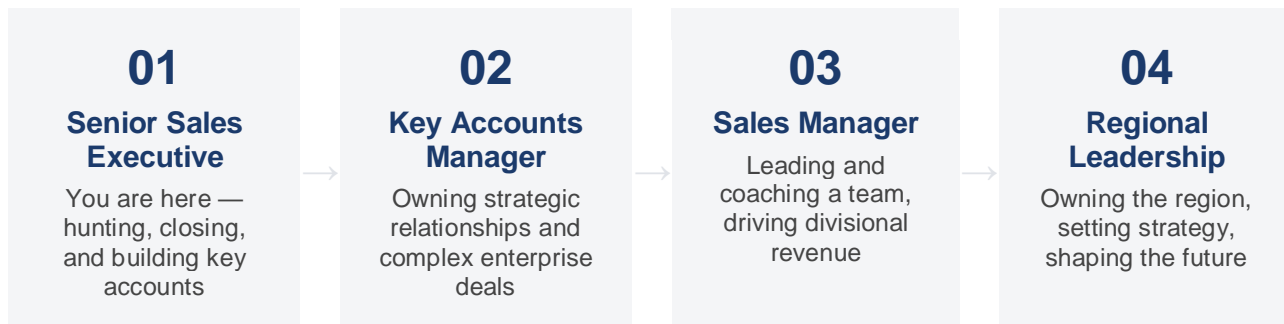 01
Senior Sales
Executive
You are here —
hunting, closing,
and building key
accounts
→
02
Key Accounts
Manager
Owning strategic
relationships and
complex enterprise
deals
→
03
Sales Manager
Leading and
coaching a team,
driving divisional
revenue
→
04
Regional
Leadership
Owning the region,
setting strategy,
shaping the future